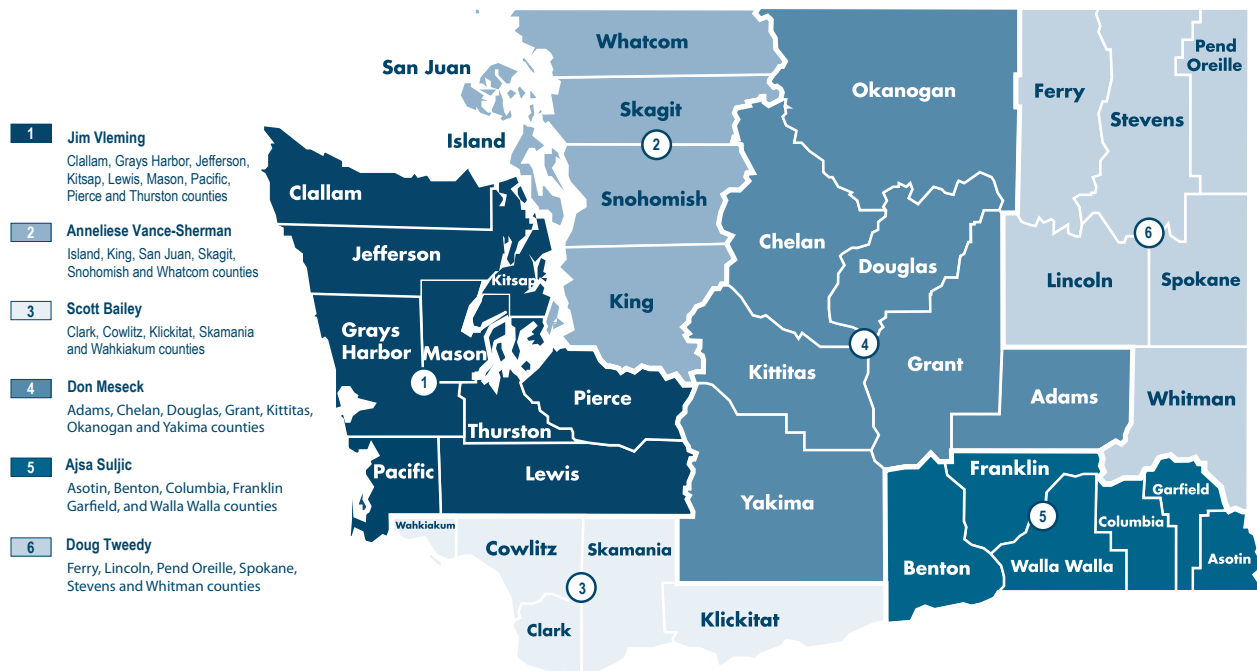 1 Jim Vleming
Clallam, Grays Harbor, Jefferson,
Kitsap, Lewis, Mason, Pacific,
Pierce and Thurston counties
2 Anneliese Vance-Sherman
Island, King, San Juan, Skagit,
Snohomish and Whatcom counties
3 Scott Bailey
Clark, Cowlitz, Klickitat, Skamania
and Wahkiakum counties
4 Don Meseck
Adams, Chelan, Douglas, Grant, Kittitas,
Okanogan and Yakima counties
5 Ajsa Suljic
Asotin, Benton, Columbia, Franklin
Garfield, and Walla Walla counties
6 Doug Tweedy
Ferry, Lincoln, Pend Oreille, Spokane,
Stevens and Whitman counties
Whatcom
San Juan
Skagit
Island
2
Snohomish
King
Clallam
Jefferson
Kitsap
Grays
Harbor
Mason
1
Pierce
Thurston
Pacific
Lewis
Wahkiakum
Cowlitz
Skamania
3
Clark
Klickitat
Okanogan
Chelan
Douglas
4
Kittitas
Grant
Adams
Yakima
Ferry
Stevens
Pend
Oreille
6
Lincoln
Spokane
Whitman
Franklin
5
Benton
Walla Walla
Columbia
Garfield
Asotin